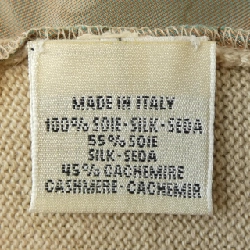 MADE IN ITALY
100% SOIE-SILK-SEDA
55% SOIE
SILK-SEDA
45% CACHEMIRE
CASHMERE-CACHEMIR